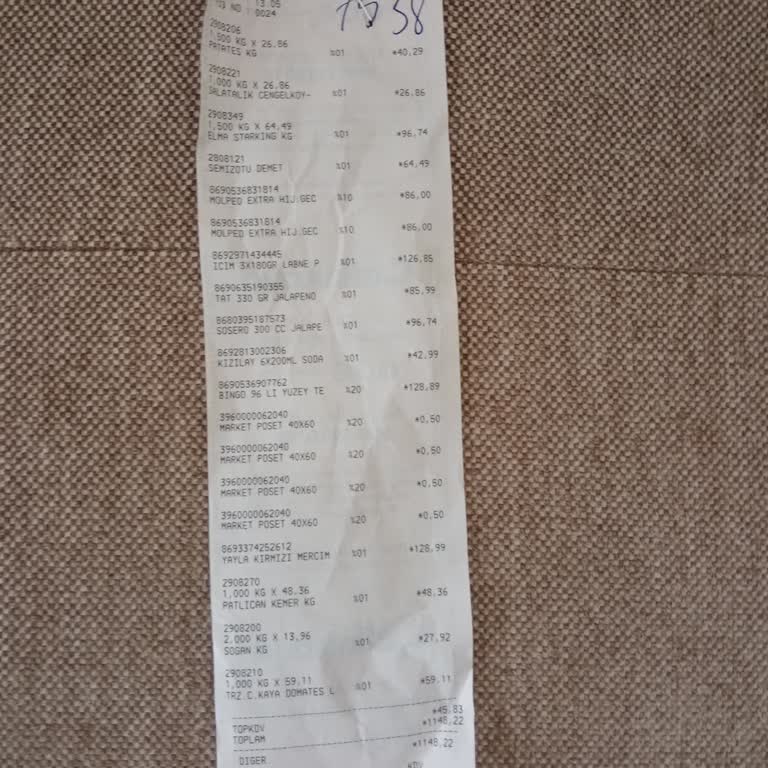 13.05
NO : 0024
58
2908206
1,500 KG X 26,86
PATATES KG %01 *40,29
2908221
1,000 KG X 26,86
SALATALIK CENGELKOY- %01 *26,86
2908349
1,500 KG X 64,49
ELMA STARKING KG %01 *96,74
2808121
SEMIZOTU DEMET %01 *64,49
8690536831814
MOLPED EXTRA HIJ.GEC %10 *86,00
8690536831814
MOLPED EXTRA HIJ.GEC %10 *86,00
8692971434445
ICIM 3X180GR LABNE P %01 *126,85
8690635190355
TAT 330 GR JALAPENO %01 *85,99
8680395187573
SOSERO 300 CC JALAPE %01 *96,74
8692813002306
KIZILAY 6X200ML SODA %01 *42,99
8690536907762
BINGO 96 LI YUZEY TE %20 *128,89
3960000062040
MARKET POSET 40X60 %20 *0,50
3960000062040
MARKET POSET 40X60 %20 *0,50
3960000062040
MARKET POSET 40X60 %20 *0,50
3960000062040
MARKET POSET 40X60 %20 *0,50
8693374252612
YAYLA KIRMIZI MERCIM %01 *128,99
2908270
1,000 KG X 48,36
PATLICAN KEMER KG %01 *48,36
2908200
2,000 KG X 13,96
SOGAN KG %01 *27,92
2908210
1,000 KG X 59,11
TRZ.C.KAYA DOMATES L %01 *59,11
TOPKDV *45,83
TOPLAM *1148,22
DIGER *1148,22
KDV